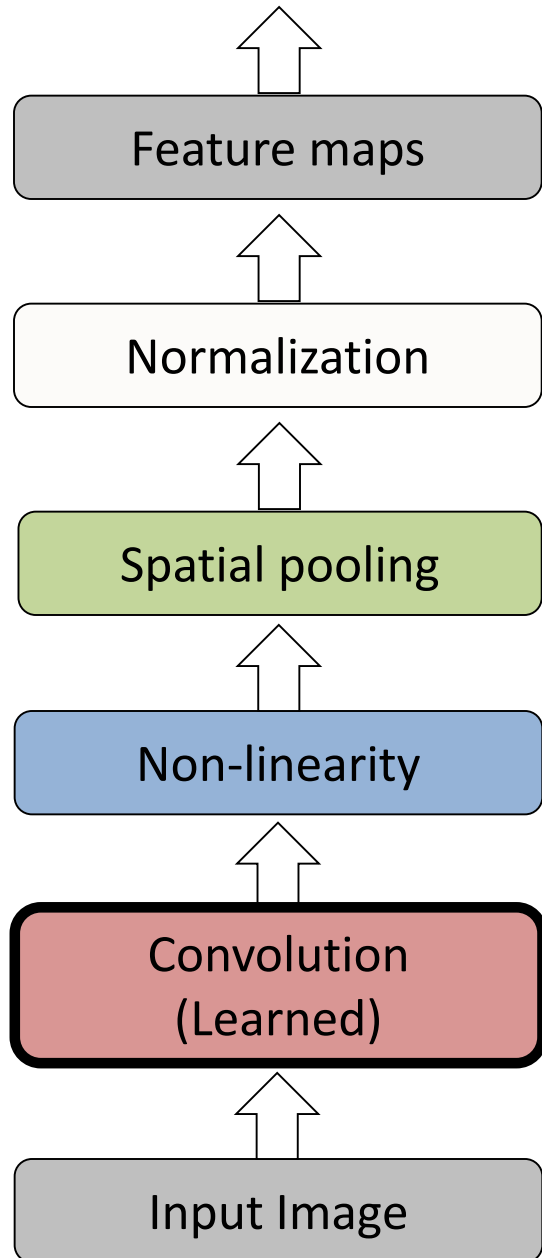 Feature maps
Normalization
Spatial pooling
Non-linearity
Convolution
(Learned)
Input Image